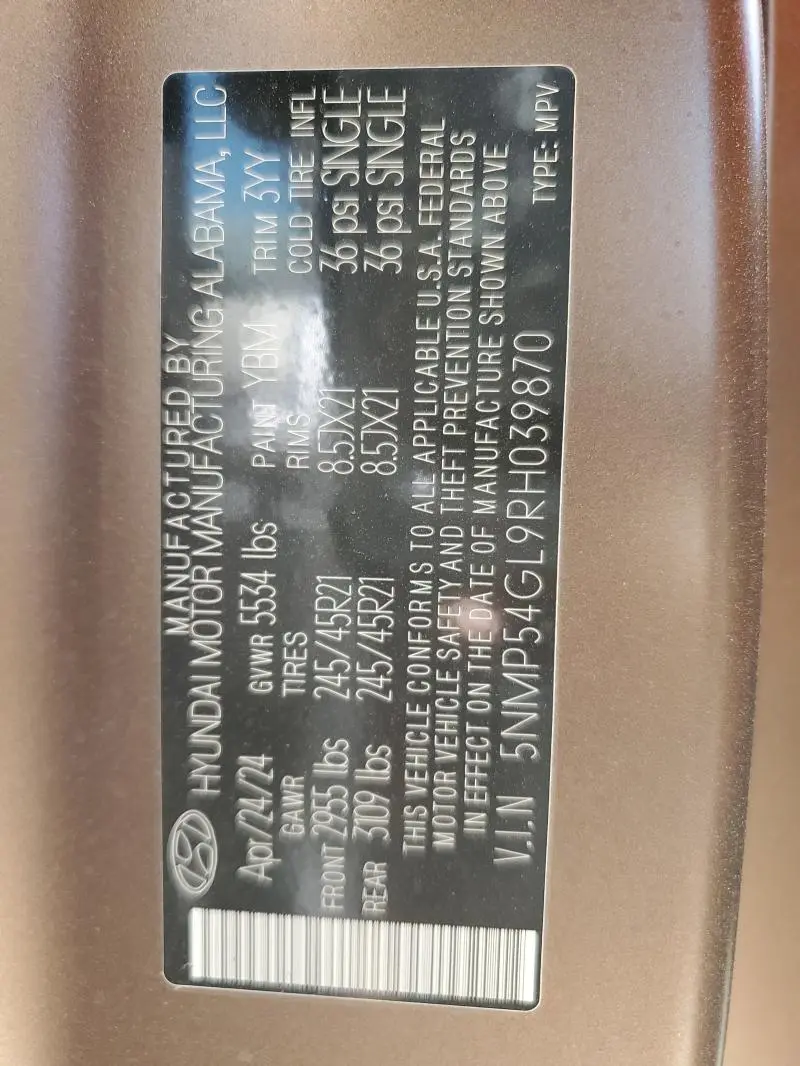 MANUFACTURED BY
HYUNDAI MOTOR MANUFACTURING ALABAMA, LLC
Apr/24/24 GVWR 5534 lbs PAINT YBM TRIM 3YY
GAWR TIRES RIMS COLD TIRE INFL
FRONT 2955 lbs 245/45R21 8.5JX21 36 psi SINGLE
REAR 3109 lbs 245/45R21 8.5JX21 36 psi SINGLE
THIS VEHICLE CONFORMS TO ALL APPLICABLE U.S.A. FEDERAL
MOTOR VEHICLE SAFETY AND THEFT PREVENTION STANDARDS
IN EFFECT ON THE DATE OF MANUFACTURE SHOWN ABOVE
V.I.N 5NMP54GL9RH039870 TYPE: MPV